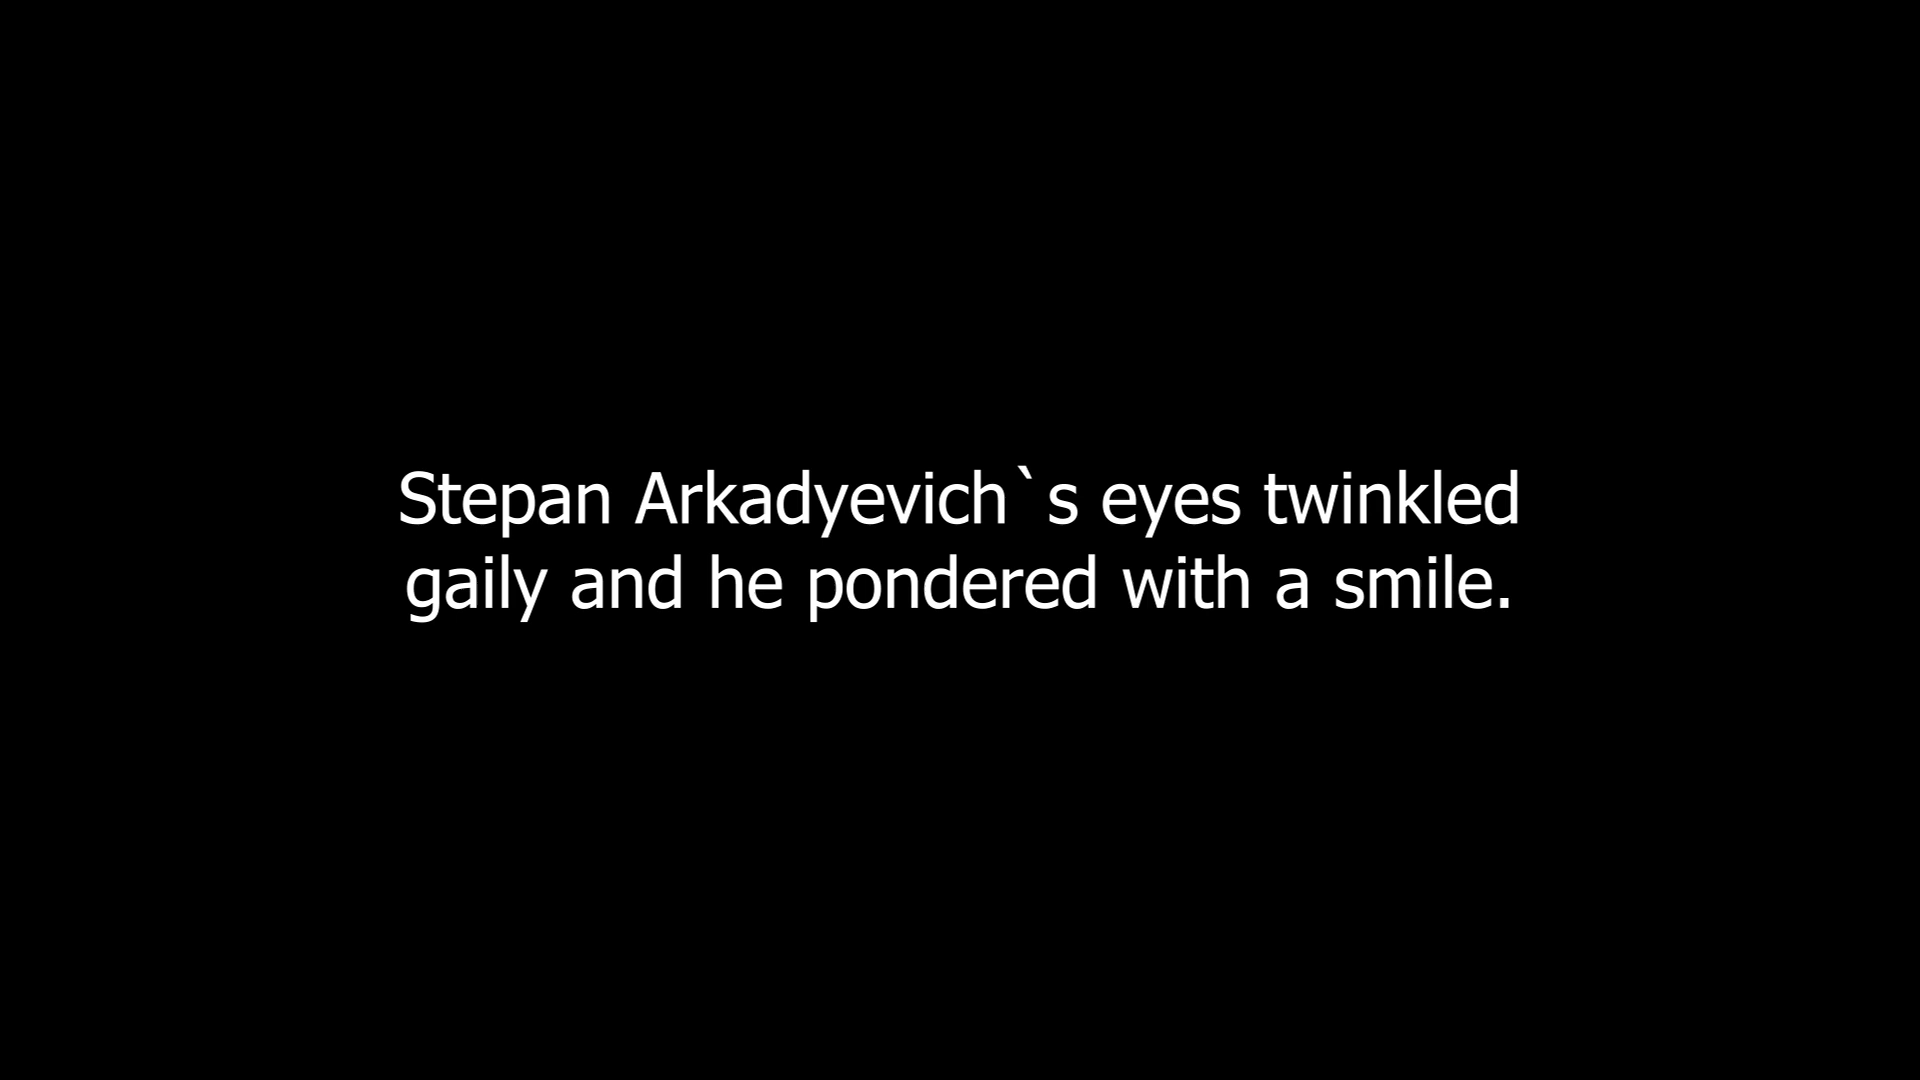 Stepan Arkadyevich`s eyes twinkled
gaily and he pondered with a smile.